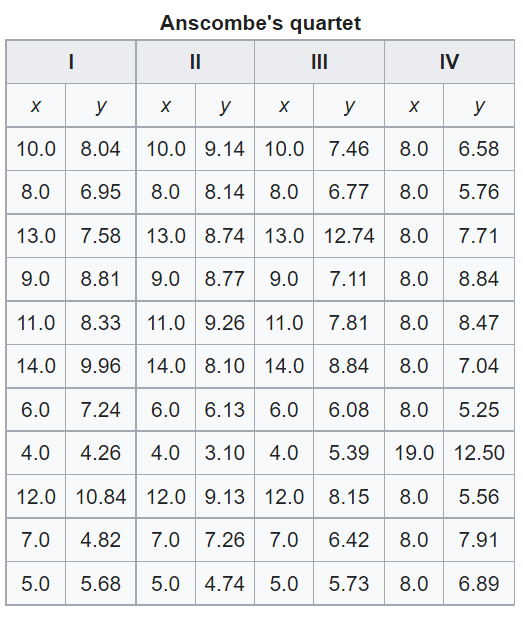 Anscombe's quartet
I II III IV
x y x y x y x y
10.0 8.04 10.0 9.14 10.0 7.46 8.0 6.58
8.0 6.95 8.0 8.14 8.0 6.77 8.0 5.76
13.0 7.58 13.0 8.74 13.0 12.74 8.0 7.71
9.0 8.81 9.0 8.77 9.0 7.11 8.0 8.84
11.0 8.33 11.0 9.26 11.0 7.81 8.0 8.47
14.0 9.96 14.0 8.10 14.0 8.84 8.0 7.04
6.0 7.24 6.0 6.13 6.0 6.08 8.0 5.25
4.0 4.26 4.0 3.10 4.0 5.39 19.0 12.50
12.0 10.84 12.0 9.13 12.0 8.15 8.0 5.56
7.0 4.82 7.0 7.26 7.0 6.42 8.0 7.91
5.0 5.68 5.0 4.74 5.0 5.73 8.0 6.89